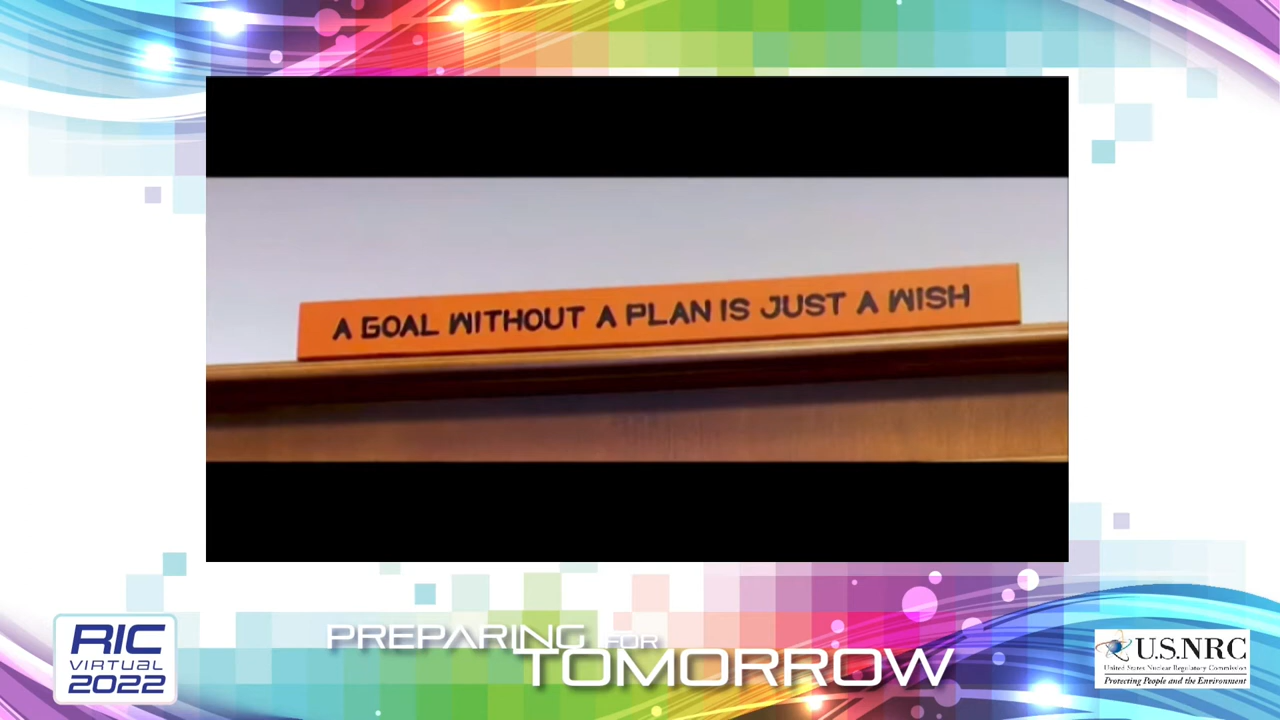 A GOAL WITHOUT A PLAN IS JUST A WISH
RIC
VIRTUAL
2022
PREPARING FOR
TOMORROW
U.S.NRC
United States Nuclear Regulatory Commission
Protecting People and the Environment